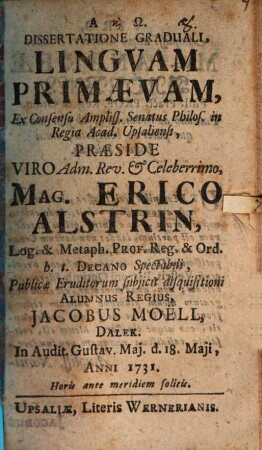 Α & Ω.
DISSERTATIONE GRADUALI,
LINGVAM
PRIMÆVAM,
Ex Consensu Ampliss. Senatus Philos. in
Regia Acad. Upsaliensi,
PRÆSIDE
VIRO Adm. Rev. & Celeberrimo,
MAG. ERICO
ALSTRIN,
Log. & Metaph. PROF. Reg. & Ord.
h. t. DECANO Spectabili,
Publicæ Eruditorum subjicit disquisitioni
ALUMNUS REGIUS,
JACOBUS MOELL,
DALEK.
In Audit. Gustav. Maj. d. 18. Maji,
ANNI 1731.
Horis ante meridiem solitis.
UPSALIÆ, Literis WERNERIANIS.